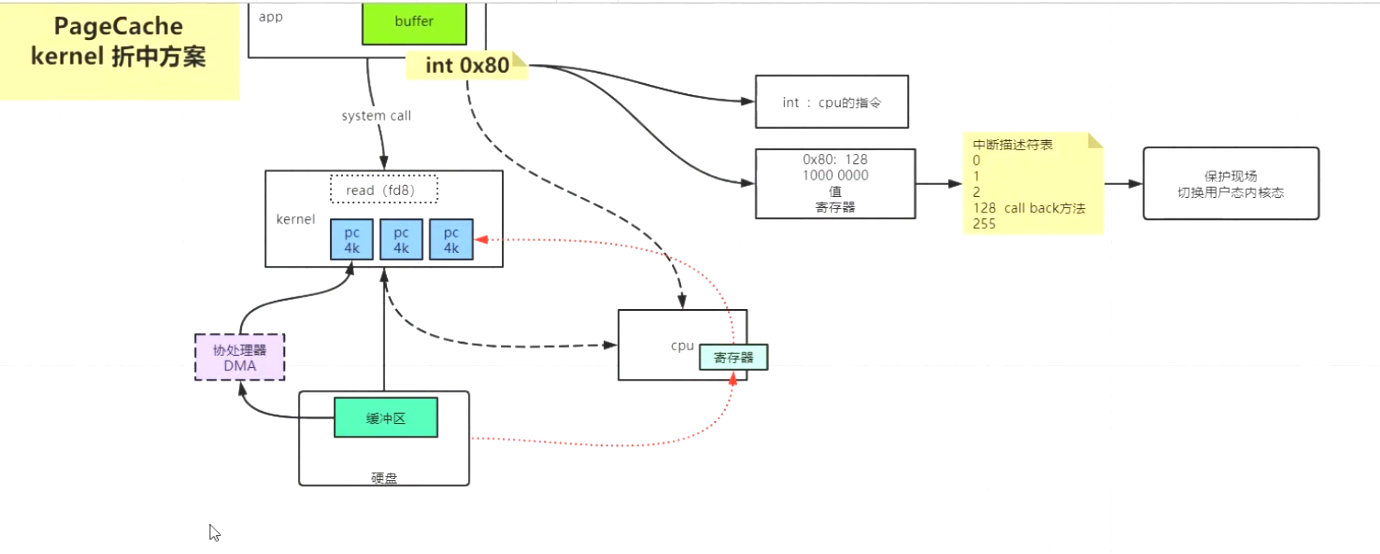 PageCache
kernel 折中方案
app
buffer
int 0x80
system call
int ：cpu的指令
0x80：128
1000 0000
值
寄存器
中断描述符表
0
1
2
128 call back方法
255
保护现场
切换用户态内核态
read（fd8）
kernel
pc
4k
pc
4k
pc
4k
协处理器
DMA
cpu
寄存器
缓冲区
硬盘